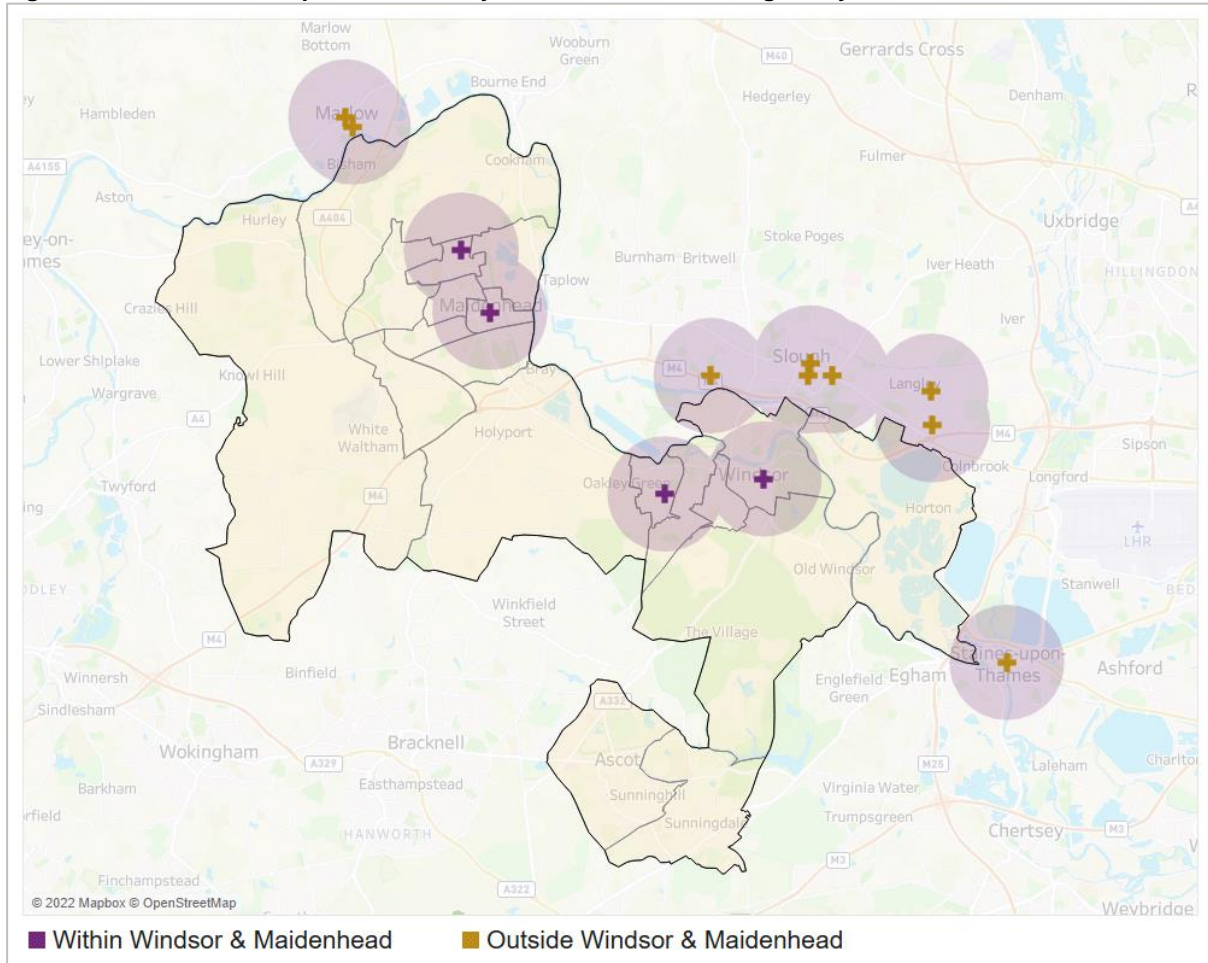 Marlow
Bottom
Wooburn
Green
M40
Gerrards Cross
Bourne End
Hedgerley
Denham
Hambleden
Marlow
A4155
Bisham
Cookham
Fulmer
Aston
Hurley
A404
Uxbridge
Stoke Poges
Burnham
Britwell
Iver Heath
HILLINGDON
Taplow
Crazies Hill
Maidenhead
Iver
Lower Shiplake
Knowl Hill
Bray
M4
Slough
Langley
Wargrave
A4
White
Waltham
Holyport
M4
Sipson
Colnbrook
Longford
Twyford
Oakley Green
Windsor
M4
Horton
LHR
Old Windsor
Stanwell
Winkfield
Street
The Village
M4
Staines-upon-
Thames
Ashford
Binfield
Winnersh
Englefield
Green
Egham
Sindlesham
A332
Wokingham
Bracknell
A329
Ascot
M25
Laleham
Easthampstead
Barkham
Sunninghill
Virginia Water
Trumpsgreen
Sunningdale
Chertsey
M3
HANWORTH
M3
Finchampstead
A322
Weybridge
© 2022 Mapbox © OpenStreetMap
Within Windsor & Maidenhead
Outside Windsor & Maidenhead